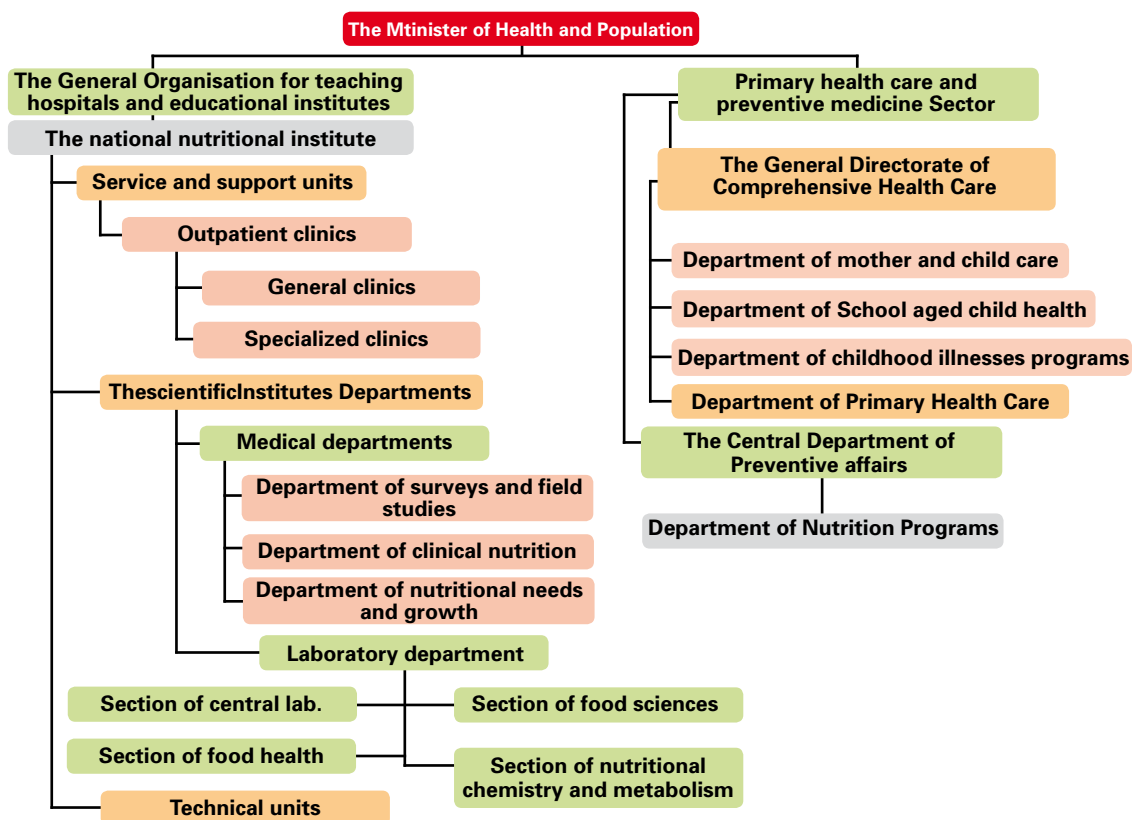 The Mtinister of Health and Population
The General Organisation for teaching
hospitals and educational institutes
The national nutritional institute
Service and support units
Outpatient clinics
General clinics
Specialized clinics
ThescientificInstitutes Departments
Medical departments
Department of surveys and field
studies
Department of clinical nutrition
Department of nutritional needs
and growth
Laboratory department
Section of central lab.
Section of food sciences
Section of food health
Section of nutritional
chemistry and metabolism
Technical units
Primary health care and
preventive medicine Sector
The General Directorate of
Comprehensive Health Care
Department of mother and child care
Department of School aged child health
Department of childhood illnesses programs
Department of Primary Health Care
The Central Department of
Preventive affairs
Department of Nutrition Programs